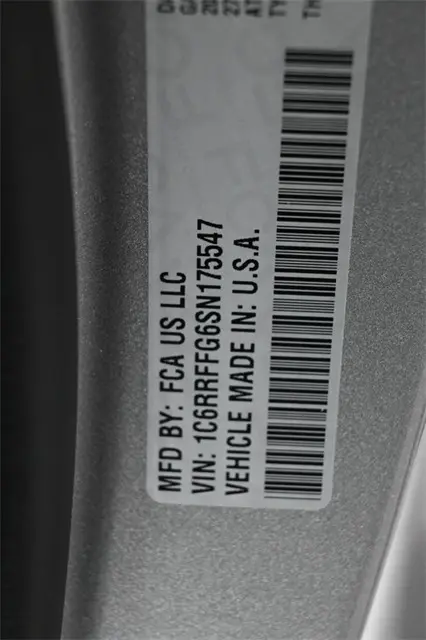 MFD BY: FCA US LLC
VIN: 1C6RRFFG6SN175547
VEHICLE MADE IN: U.S.A.